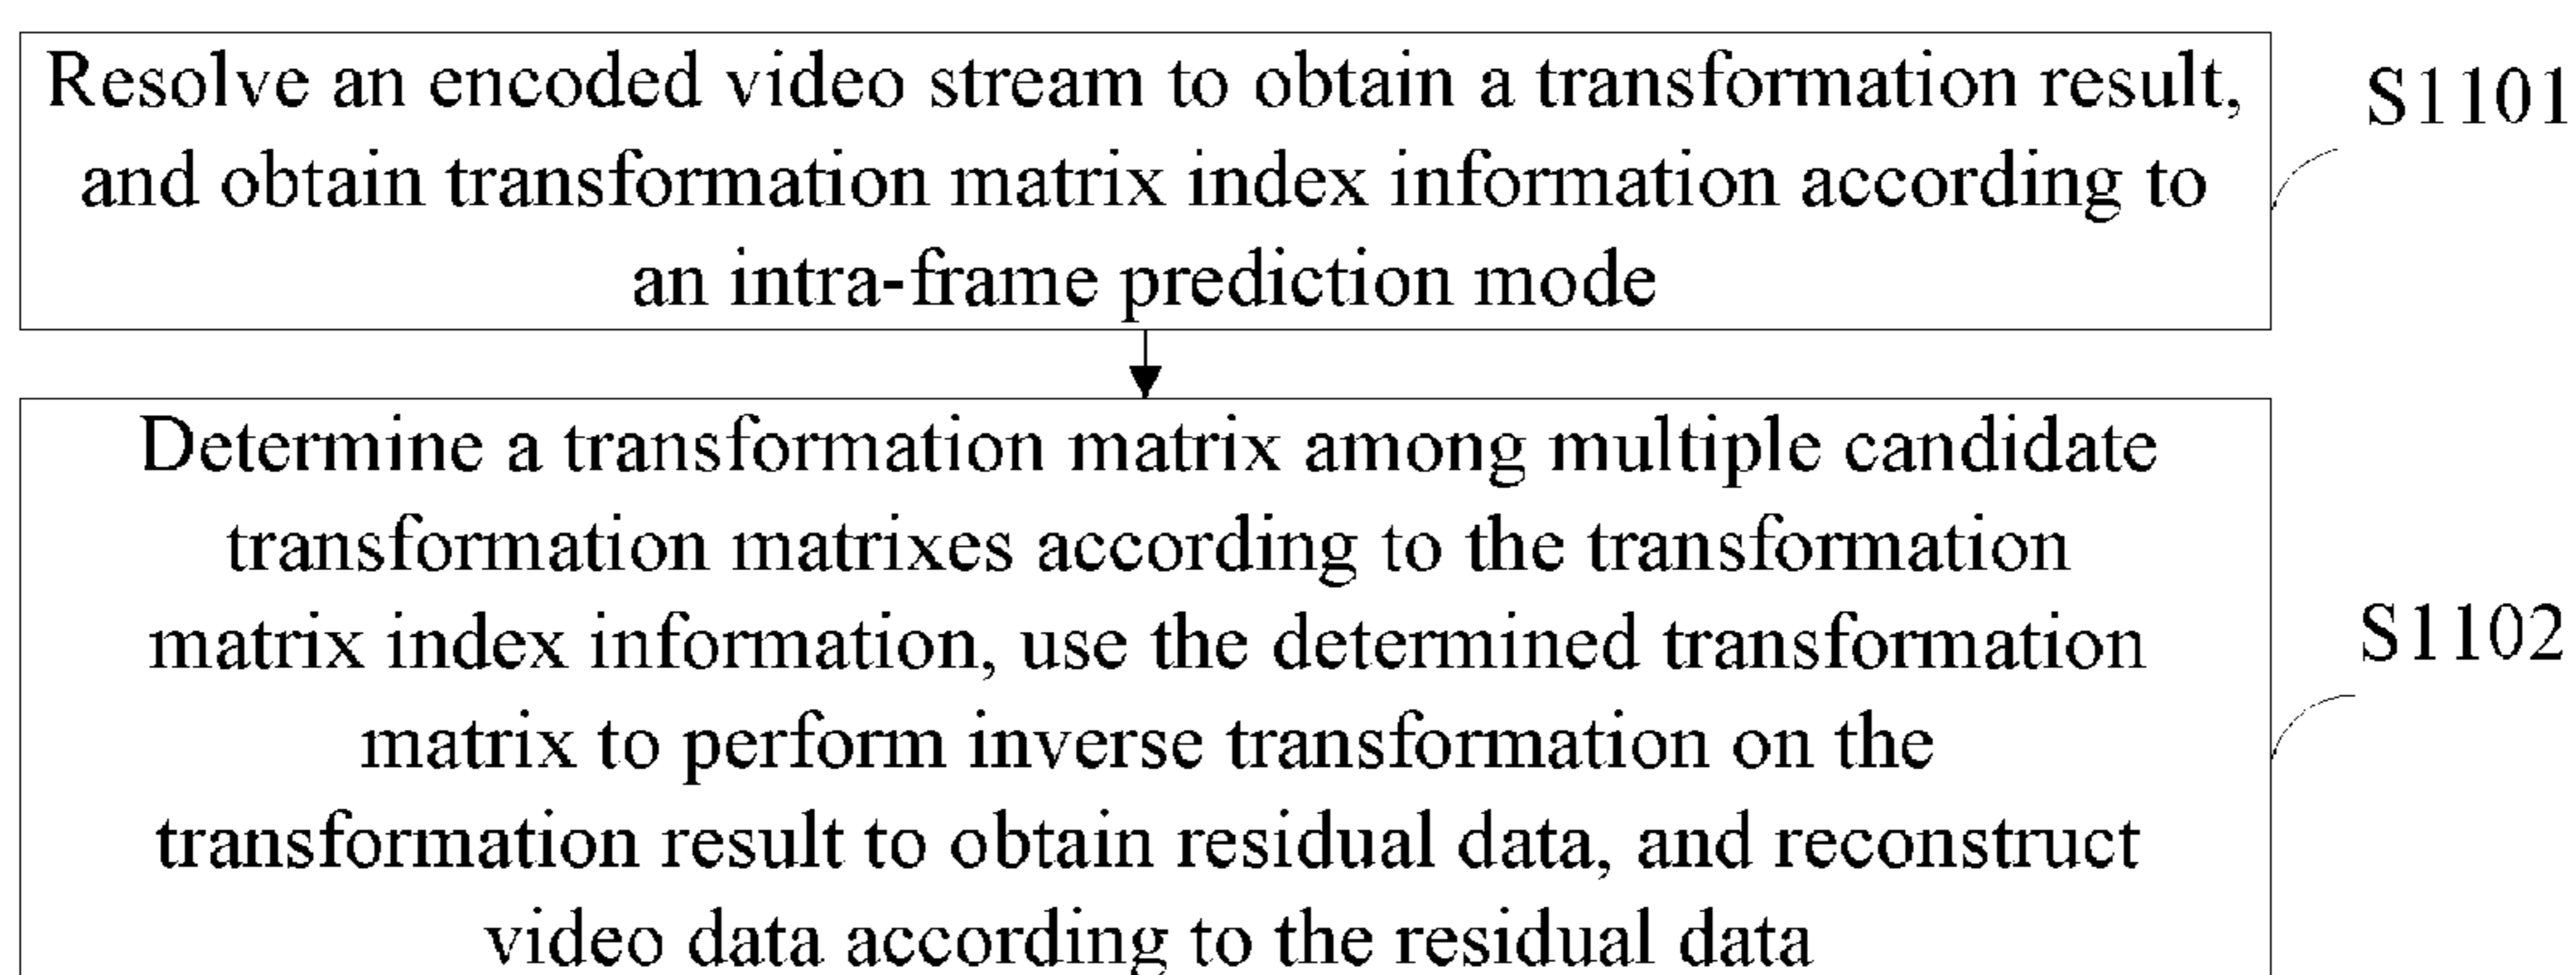 Resolve an encoded video stream to obtain a transformation result,
and obtain transformation matrix index information according to
an intra-frame prediction mode
S1101
Determine a transformation matrix among multiple candidate
transformation matrixes according to the transformation
matrix index information, use the determined transformation
matrix to perform inverse transformation on the
transformation result to obtain residual data, and reconstruct
video data according to the residual data
S1102